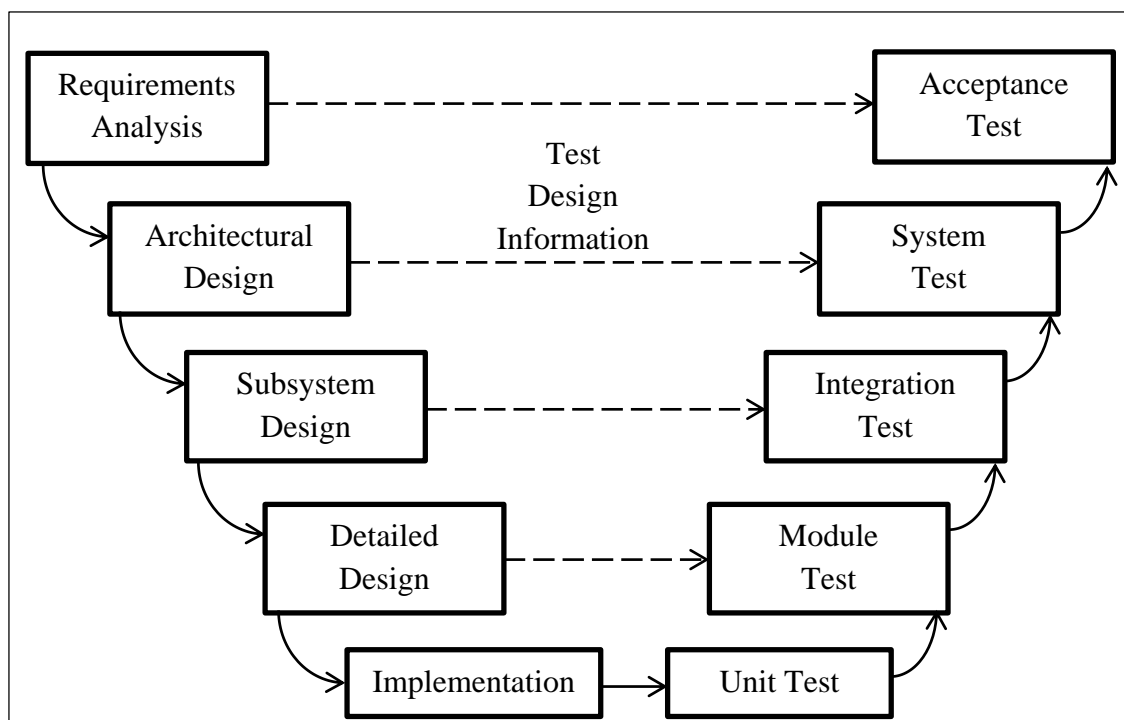 Requirements
Analysis
Acceptance
Test
Test
Design
Information
Architectural
Design
System
Test
Subsystem
Design
Integration
Test
Detailed
Design
Module
Test
Implementation
Unit Test